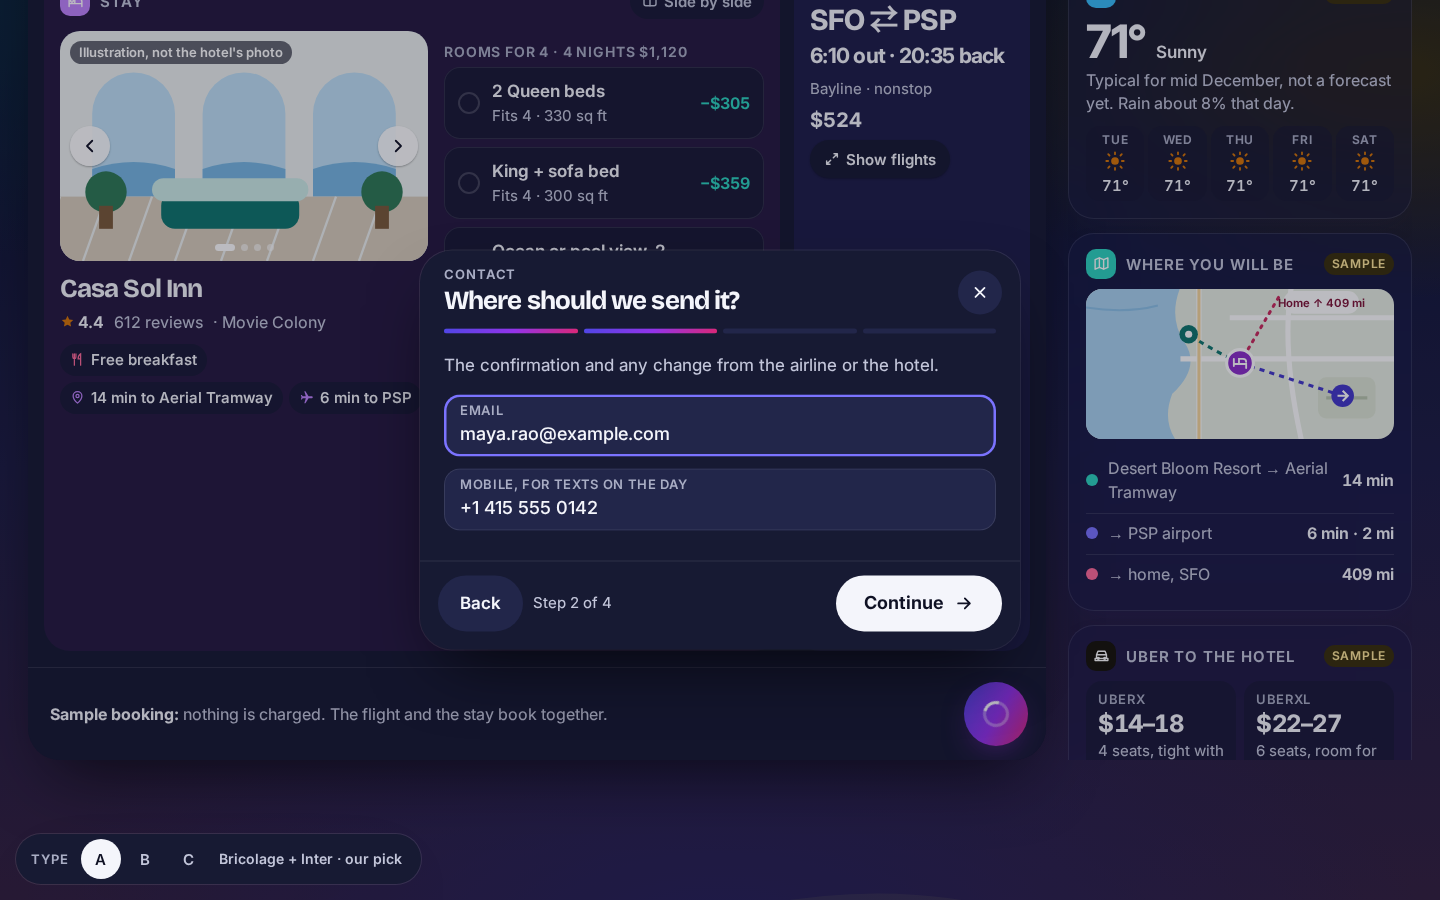 STAY
Side by side
Illustration, not the hotel's photo
Casa Sol Inn
4.4 612 reviews · Movie Colony
Free breakfast
14 min to Aerial Tramway
6 min to PSP
ROOMS FOR 4 · 4 NIGHTS $1,120
2 Queen beds
Fits 4 · 330 sq ft
−$305
King + sofa bed
Fits 4 · 300 sq ft
−$359
Ocean or pool view, 2
SFO ⇄ PSP
6:10 out · 20:35 back
Bayline · nonstop
$524
Show flights
CONTACT
Where should we send it?
The confirmation and any change from the airline or the hotel.
EMAIL
maya.rao@example.com
MOBILE, FOR TEXTS ON THE DAY
+1 415 555 0142
Back
Step 2 of 4
Continue →
Sample booking: nothing is charged. The flight and the stay book together.
71° Sunny
Typical for mid December, not a forecast
yet. Rain about 8% that day.
TUE WED THU FRI SAT
71° 71° 71° 71° 71°
WHERE YOU WILL BE
SAMPLE
Home ↑ 409 mi
Desert Bloom Resort → Aerial
Tramway
14 min
→ PSP airport
6 min · 2 mi
→ home, SFO
409 mi
UBER TO THE HOTEL
SAMPLE
UBERX
$14–18
4 seats, tight with
UBERXL
$22–27
6 seats, room for
TYPE A B C Bricolage + Inter · our pick